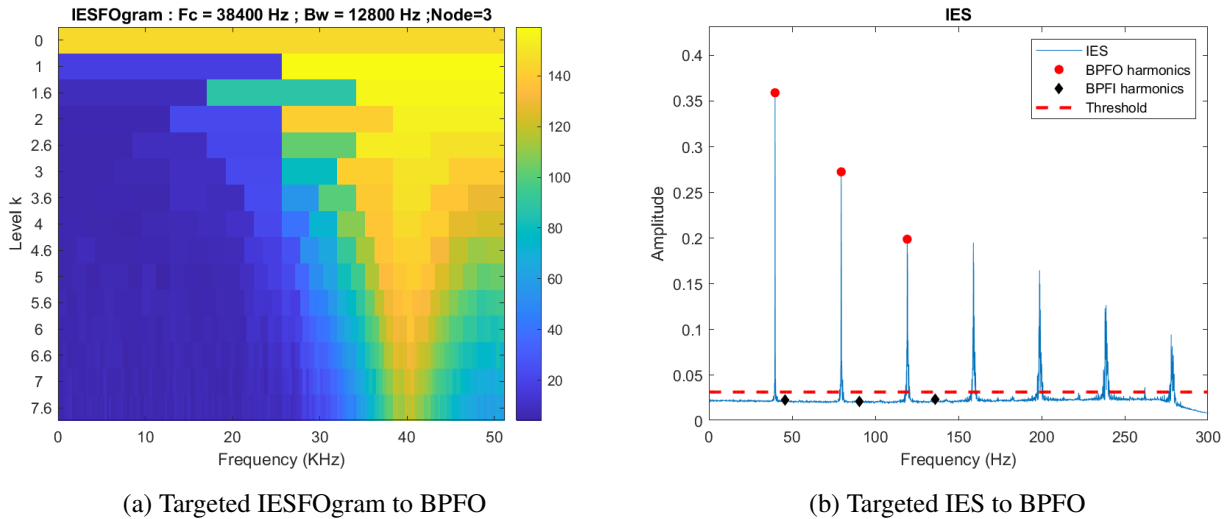 IESFOgram : Fc = 38400 Hz ; Bw = 12800 Hz ;Node=3
Level k
0
1
1.6
2
2.6
3
3.6
4
4.6
5
5.6
6
6.6
7
7.6
0 10 20 30 40 50
Frequency (KHz)
140
120
100
80
60
40
20
(a) Targeted IESFOgram to BPFO
IES
Amplitude
0.4
0.35
0.3
0.25
0.2
0.15
0.1
0.05
0
0 50 100 150 200 250 300
Frequency (Hz)
IES
BPFO harmonics
BPFI harmonics
Threshold
(b) Targeted IES to BPFO